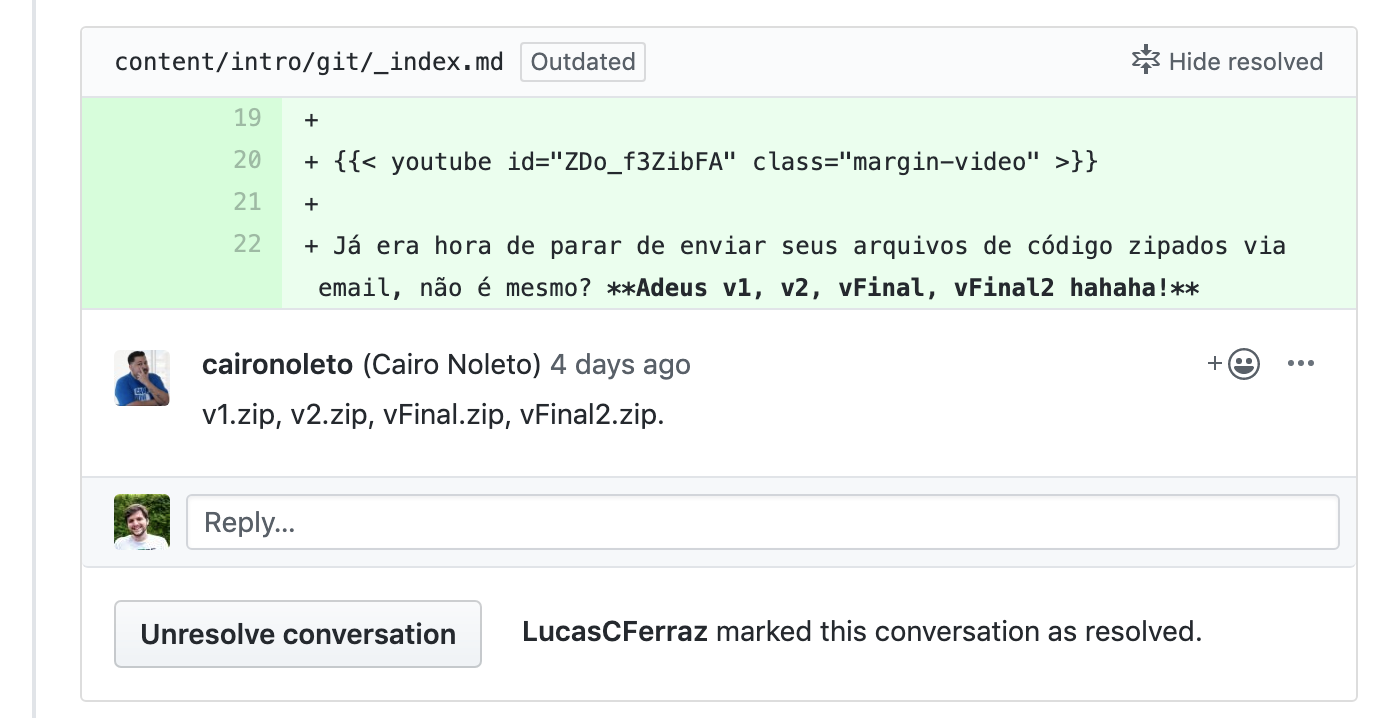 content/intro/git/_index.md Outdated Hide resolved
19 +
20 + {{< youtube id="ZDo_f3ZibFA" class="margin-video" >}}
21 +
22 + Já era hora de parar de enviar seus arquivos de código zipados via
email, não é mesmo? **Adeus v1, v2, vFinal, vFinal2 hahaha!**
caironoleto (Cairo Noleto) 4 days ago
v1.zip, v2.zip, vFinal.zip, vFinal2.zip.
Reply...
Unresolve conversation LucasCFerraz marked this conversation as resolved.